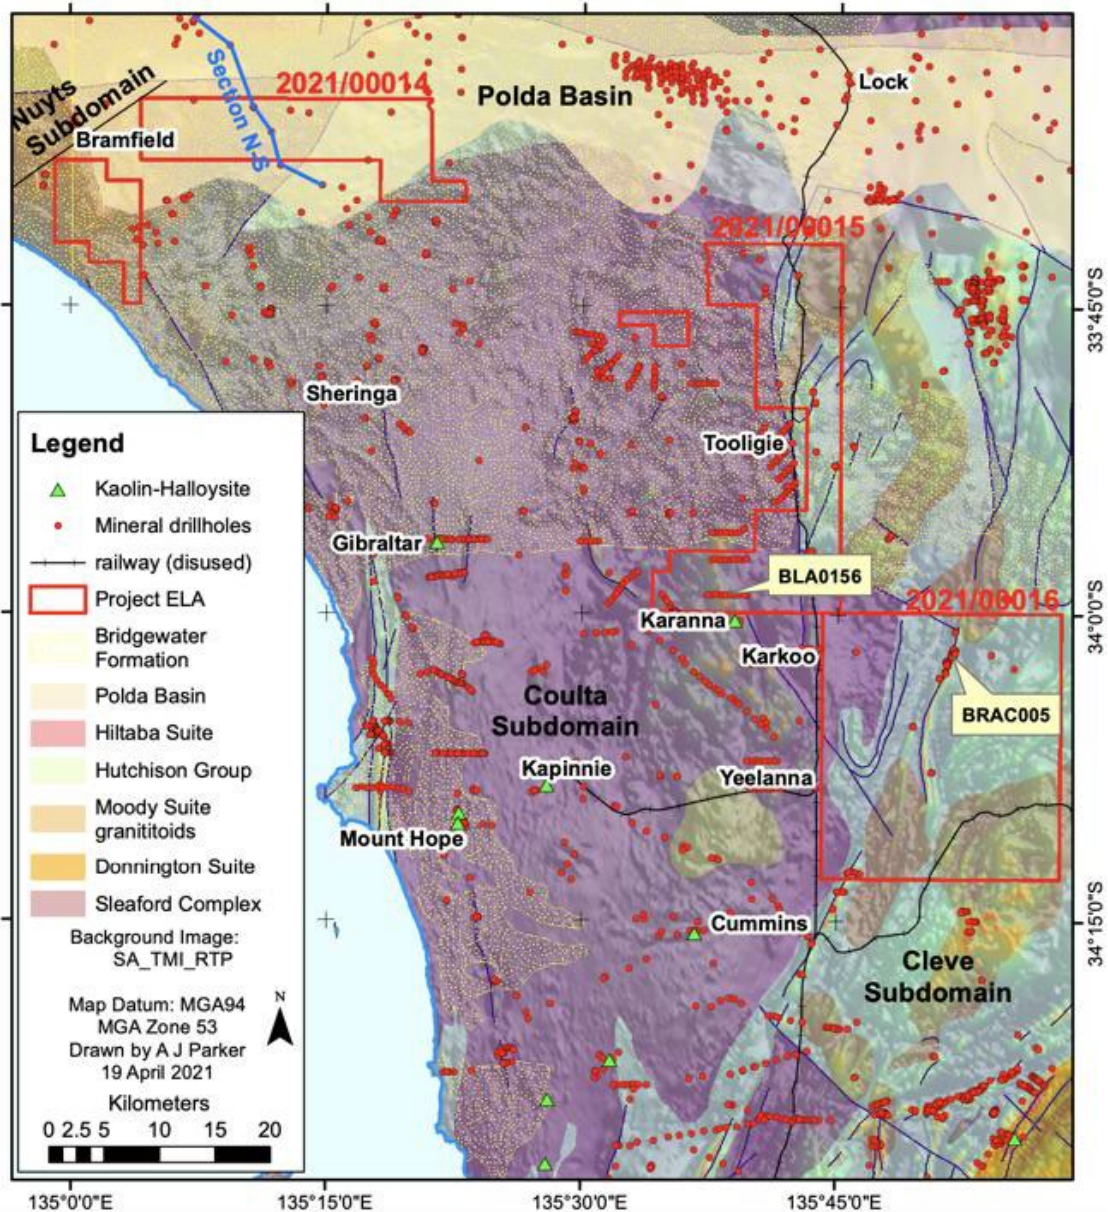 Nuyts
Subdomain
Bramfield
Section N-S
2021/00014
Polda Basin
Lock
2021/00015
33°45'0"S
Sheringa
Tooligie
Gibraltar
BLA0156
2021/00016
Karanna
34°0'0"S
Karkoo
Coulta
Subdomain
BRAC005
Kapinnie
Yeelanna
Mount Hope
Cummins
34°15'0"S
Cleve
Subdomain
Legend
Kaolin-Halloysite
Mineral drillholes
railway (disused)
Project ELA
Bridgewater
Formation
Polda Basin
Hiltaba Suite
Hutchison Group
Moody Suite
granititoids
Donnington Suite
Sleaford Complex
Background Image:
SA_TMI_RTP
Map Datum: MGA94
MGA Zone 53
Drawn by A J Parker
19 April 2021
N
Kilometers
0 2.5 5 10 15 20
135°0'0"E 135°15'0"E 135°30'0"E 135°45'0"E